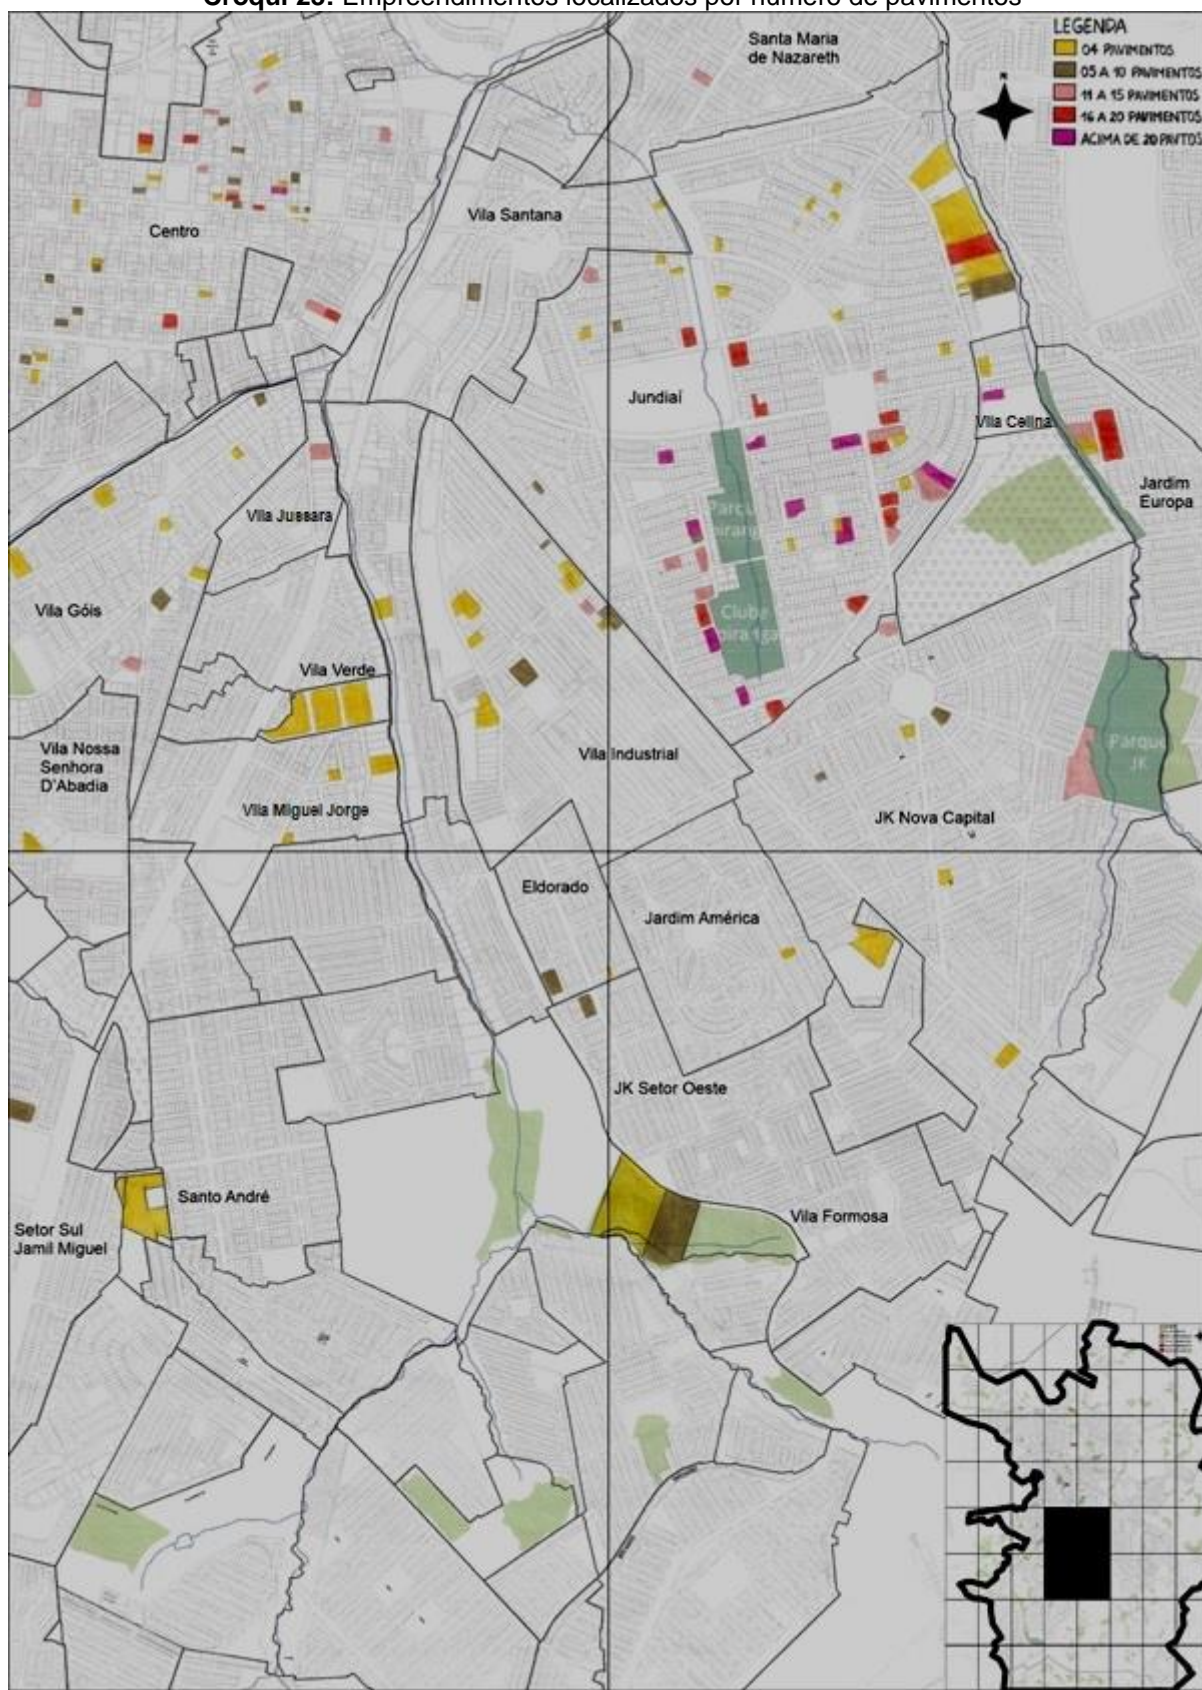 Empreendimentos localizados por número de pavimentos
LEGENDA
04 PAVIMENTOS
05 A 10 PAVIMENTOS
11 A 15 PAVIMENTOS
16 A 20 PAVIMENTOS
ACIMA DE 20 PAVTOS
N
Santa Maria
de Nazareth
Centro
Vila Santana
Jundiaí
Vila Celina
Jardim
Europa
Vila Jussara
Vila Góis
Clube
Vila Verde
Vila Nossa
Senhora
D'Abadia
Vila Industrial
Parque
JK
Vila Miguel Jorge
JK Nova Capital
Eldorado
Jardim América
JK Setor Oeste
Santo André
Vila Formosa
Setor Sul
Jamil Miguel